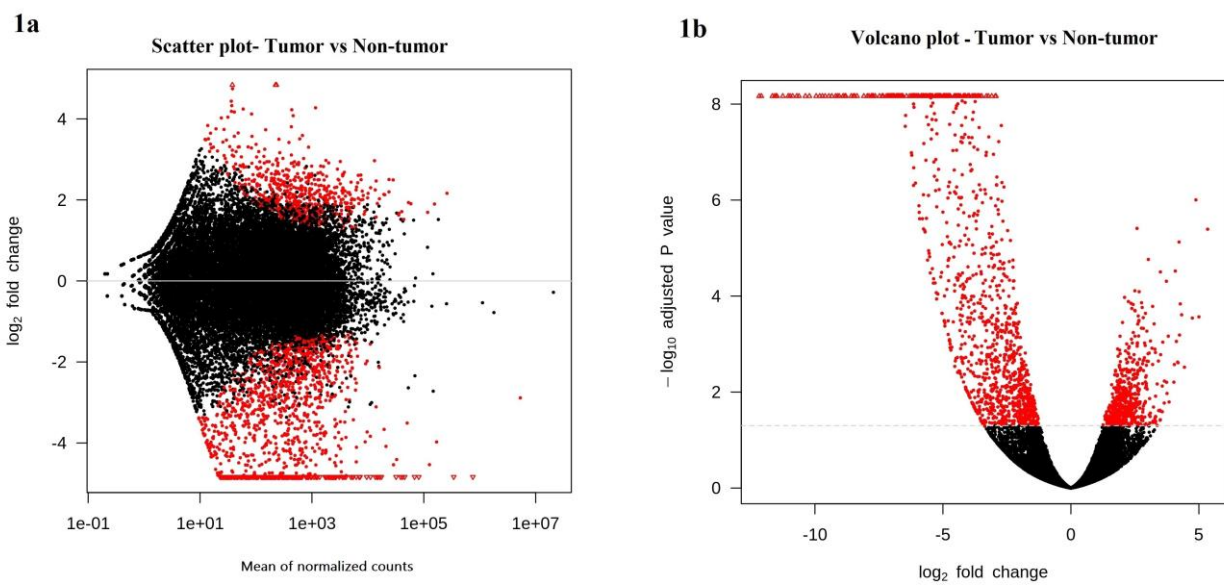 1a
Scatter plot- Tumor vs Non-tumor
4
2
0
-2
-4
log₂ fold change
1e-01
1e+01
1e+03
1e+05
1e+07
Mean of normalized counts
1b
Volcano plot - Tumor vs Non-tumor
8
6
4
2
0
− log₁₀ adjusted P value
-10
-5
0
5
log₂ fold change